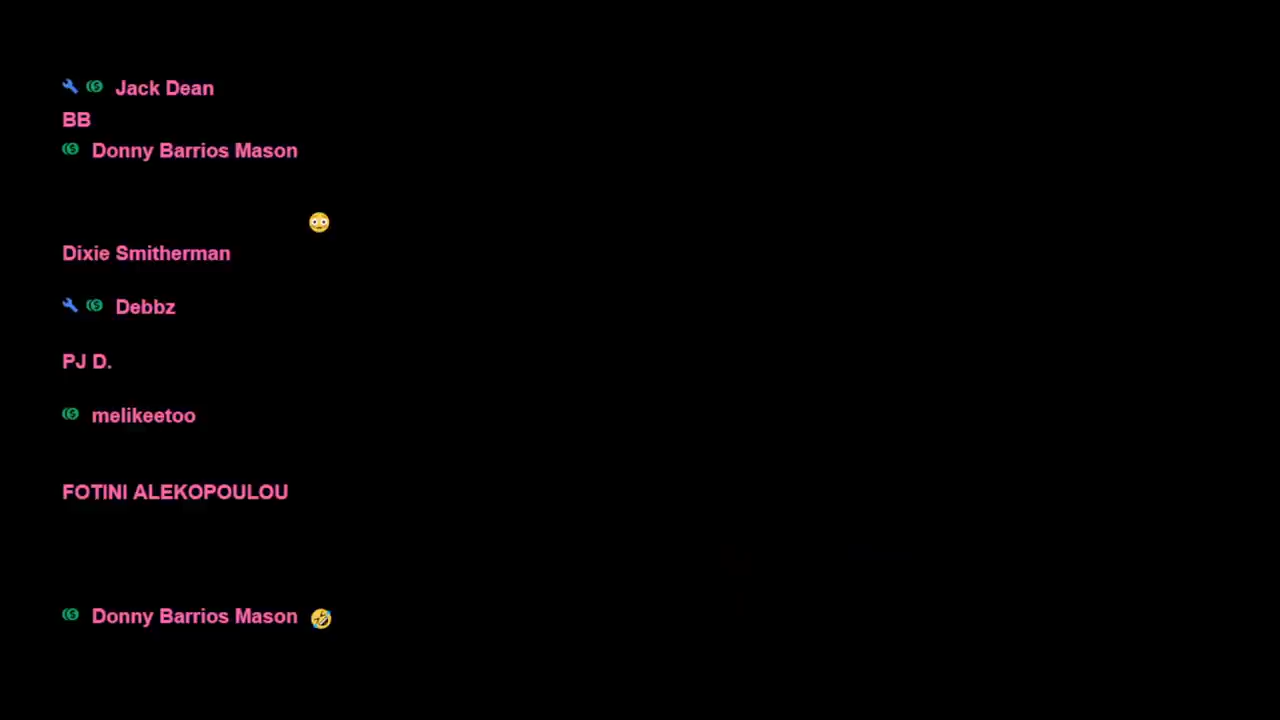 Jack Dean
BB
Donny Barrios Mason
😳
Dixie Smitherman
Debbz
PJ D.
melikeetoo
FOTINI ALEKOPOULOU
Donny Barrios Mason 🤣